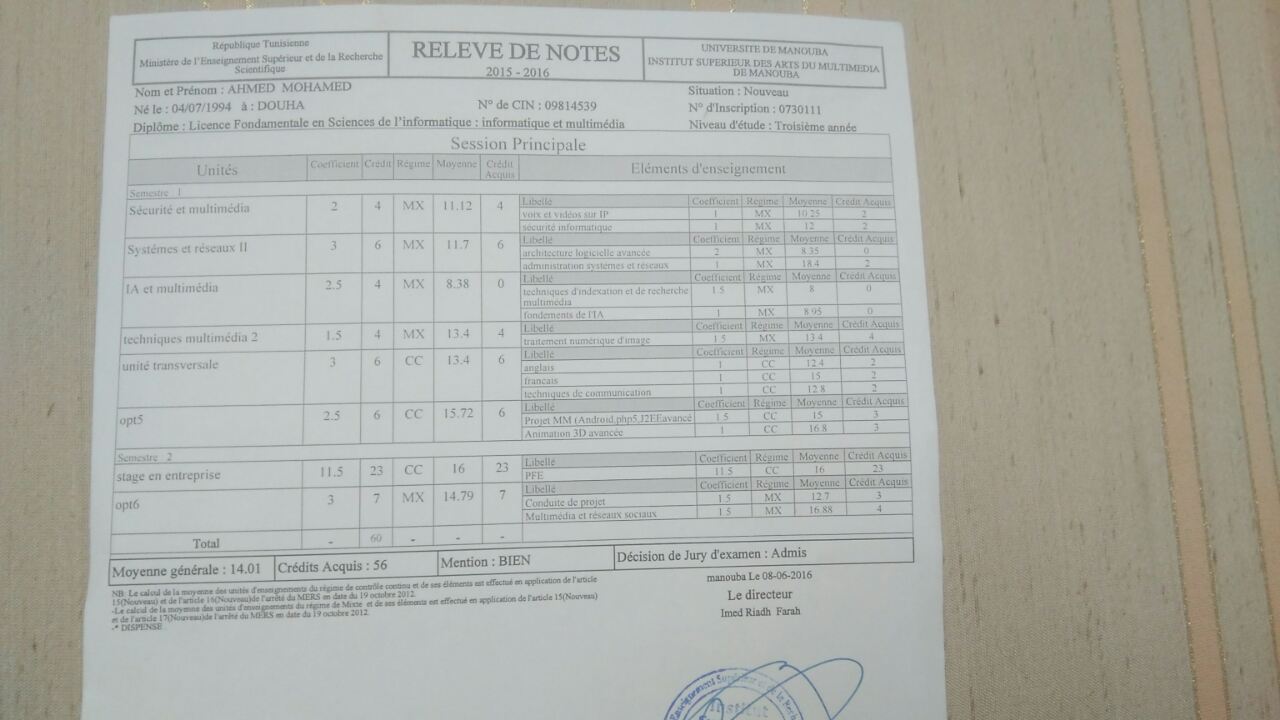 République Tunisienne
Ministère de l'Enseignement Supérieur et de la Recherche
Scientifique
RELEVE DE NOTES
2015 - 2016
UNIVERSITE DE MANOUBA
INSTITUT SUPERIEUR DES ARTS DU MULTIMEDIA
DE MANOUBA
Nom et Prénom : AHMED MOHAMED
Situation : Nouveau
Né le : 04/07/1994 à : DOUHA N° de CIN : 09814539 N° d'Inscription : 0730111
Diplôme : Licence Fondamentale en Sciences de l'informatique : informatique et multimédia Niveau d'étude : Troisième année
Session Principale
Unités Coefficient Crédit Régime Moyenne Crédit Acquis Eléments d'enseignement
Semestre 1
Sécurité et multimédia 2 4 MX 11.12 4
Libellé Coefficient Régime Moyenne Crédit Acquis
voix et vidéos sur IP 1 MX 10.25 2
sécurité informatique 1 MX 12 2
Systémes et réseaux II 3 6 MX 11.7 6
Libellé Coefficient Régime Moyenne Crédit Acquis
architecture logicielle avancée 2 MX 8.35 0
administration systémes et réseaux 1 MX 18.4 2
IA et multimédia 2.5 4 MX 8.38 0
Libellé Coefficient Régime Moyenne Crédit Acquis
techniques d'indexation et de recherche 1.5 MX 8 0
multimédia
fondements de l'IA 1 MX 8.95 0
techniques multimédia 2 1.5 4 MX 13.4 4
Libellé Coefficient Régime Moyenne Crédit Acquis
traitement numérique d'image 1.5 MX 13.4 4
unité transversale 3 6 CC 13.4 6
Libellé Coefficient Régime Moyenne Crédit Acquis
anglais 1 CC 12.4 2
francais 1 CC 15 2
techniques de communication 1 CC 12.8 2
opt5 2.5 6 CC 15.72 6
Libellé Coefficient Régime Moyenne Crédit Acquis
Projet MM (Android,php5,J2EEavancé 1.5 CC 15 3
Animation 3D avancée 1 CC 16.8 3
Semestre 2
stage en entreprise 11.5 23 CC 16 23
Libellé Coefficient Régime Moyenne Crédit Acquis
PFE 11.5 CC 16 23
opt6 3 7 MX 14.79 7
Libellé Coefficient Régime Moyenne Crédit Acquis
Conduite de projet 1.5 MX 12.7 3
Multimédia et réseaux sociaux 1.5 MX 16.88 4
Total - 60 - - -
Moyenne générale : 14.01 Crédits Acquis : 56 Mention : BIEN Décision de Jury d'examen : Admis
NB: Le calcul de la moyenne des unités d'enseignements du régime de contrôle continu et de ses éléments est effectué en application de l'article
15(Nouveau) et de l'article 16(Nouveau)de l'arrêté du MERS en date du 19 octobre 2012.
-Le calcul de la moyenne des unités d'enseignements du régime de Mixte et de ses éléments est effectué en application de l'article 15(Nouveau)
et de l'article 17(Nouveau)de l'arrêté du MERS en date du 19 octobre 2012.
-* DISPENSE
manouba Le 08-06-2016
Le directeur
Imed Riadh Farah
Enseignement Supérieur et de la Recher
Institut